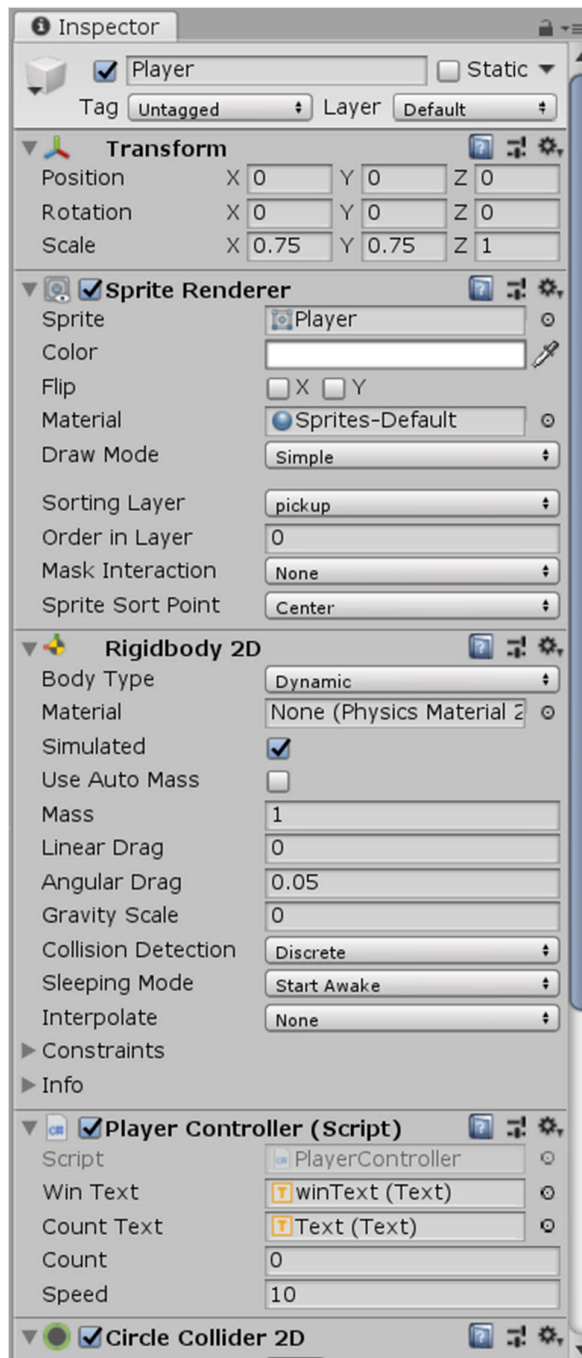 Inspector
Player Static
Tag Untagged Layer Default
Transform
Position X 0 Y 0 Z 0
Rotation X 0 Y 0 Z 0
Scale X 0.75 Y 0.75 Z 1
Sprite Renderer
Sprite Player
Color
Flip X Y
Material Sprites-Default
Draw Mode Simple
Sorting Layer pickup
Order in Layer 0
Mask Interaction None
Sprite Sort Point Center
Rigidbody 2D
Body Type Dynamic
Material None (Physics Material 2
Simulated
Use Auto Mass
Mass 1
Linear Drag 0
Angular Drag 0.05
Gravity Scale 0
Collision Detection Discrete
Sleeping Mode Start Awake
Interpolate None
Constraints
Info
Player Controller (Script)
Script PlayerController
Win Text winText (Text)
Count Text Text (Text)
Count 0
Speed 10
Circle Collider 2D